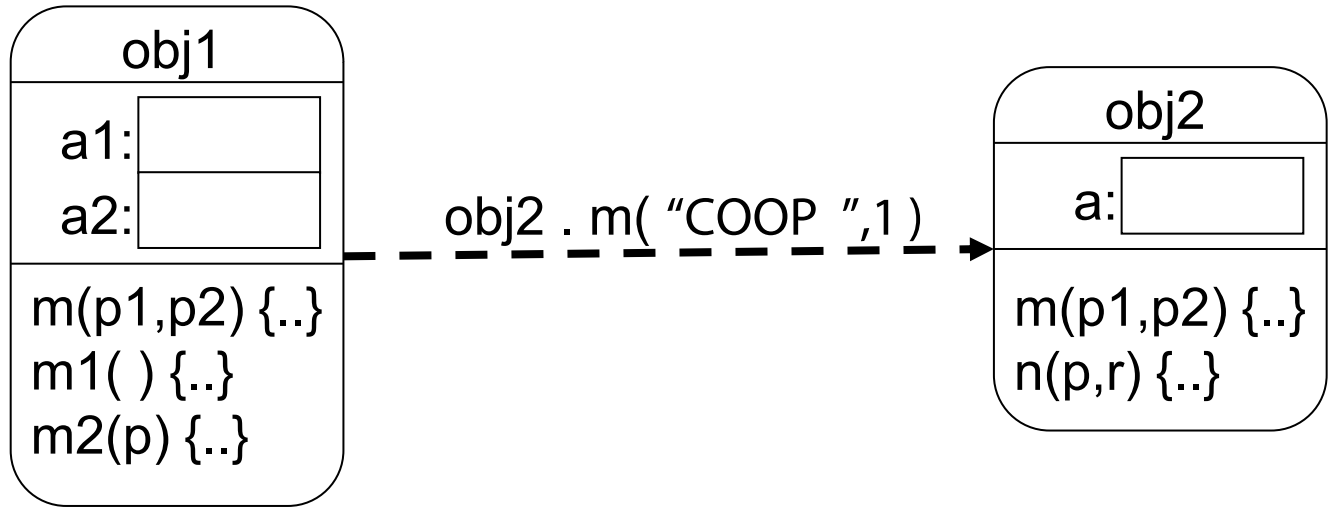 obj1
a1:
a2:
m(p1,p2) {..}
m1( ) {..}
m2(p) {..}
obj2 . m( “COOP ”,1 )
obj2
a:
m(p1,p2) {..}
n(p,r) {..}